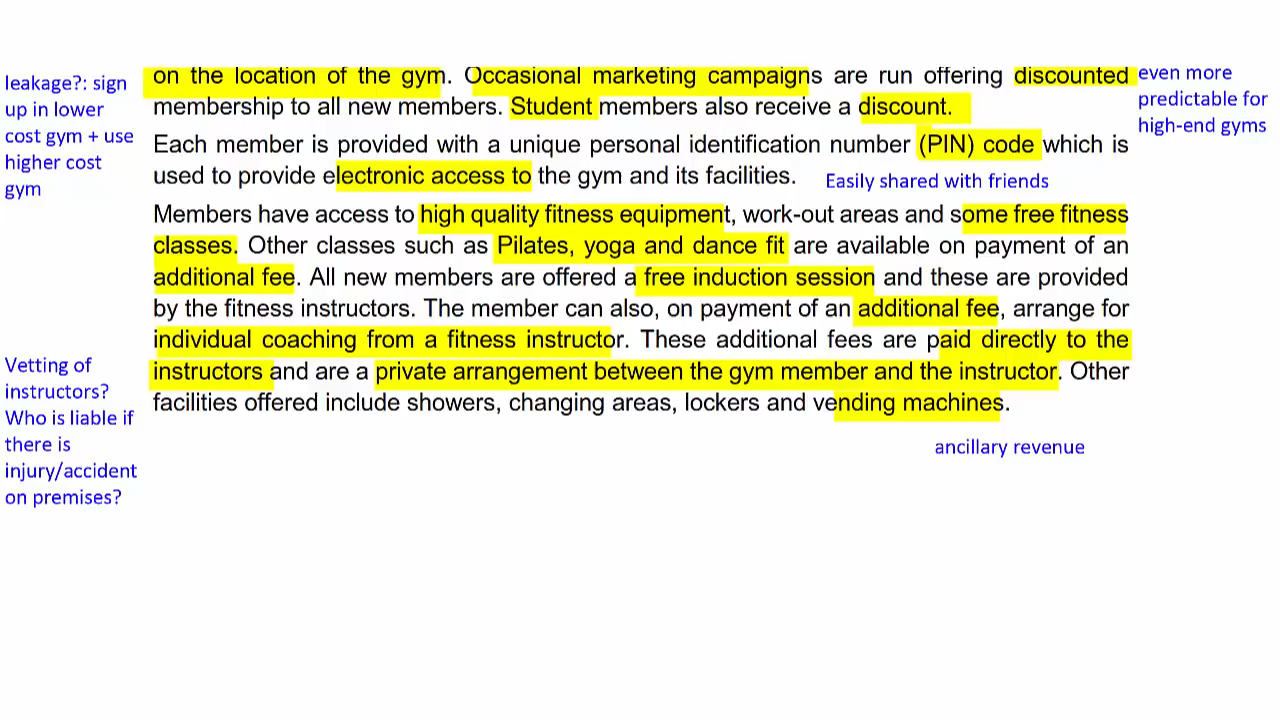 leakage?: sign
up in lower
cost gym + use
higher cost
gym
on the location of the gym. Occasional marketing campaigns are run offering discounted
membership to all new members. Student members also receive a discount.
even more
predictable for
high-end gyms
Each member is provided with a unique personal identification number (PIN) code which is
used to provide electronic access to the gym and its facilities.
Easily shared with friends
Members have access to high quality fitness equipment, work-out areas and some free fitness
classes. Other classes such as Pilates, yoga and dance fit are available on payment of an
additional fee. All new members are offered a free induction session and these are provided
by the fitness instructors. The member can also, on payment of an additional fee, arrange for
individual coaching from a fitness instructor. These additional fees are paid directly to the
instructors and are a private arrangement between the gym member and the instructor. Other
facilities offered include showers, changing areas, lockers and vending machines.
Vetting of
instructors?
Who is liable if
there is
injury/accident
on premises?
ancillary revenue